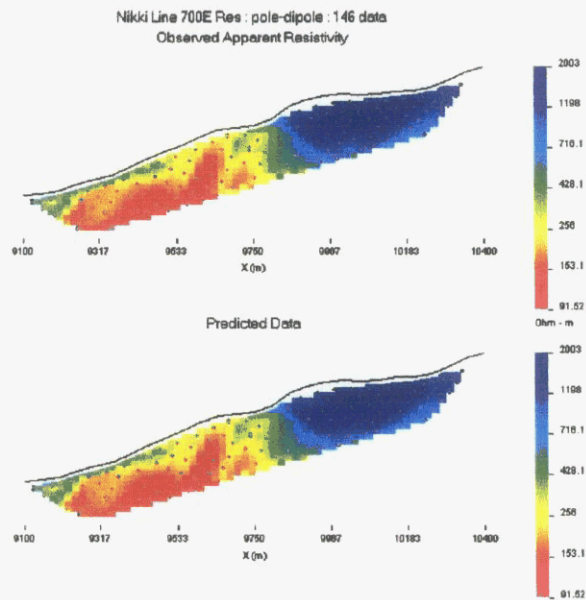 Nikki Line 700E Res : pole-dipole : 146 data
Observed Apparent Resistivity
2003
1198
716.1
428.1
256
153.1
91.52
Ohm - m
9100 9317 9533 9750 9967 10183 10400
X (m)
Predicted Data
2003
1198
716.1
428.1
256
153.1
91.52
9100 9317 9533 9750 9967 10183 10400
X (m)